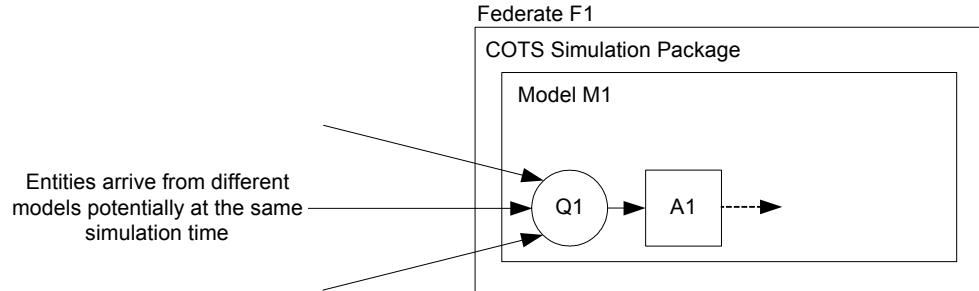 Federate F1
COTS Simulation Package
Model M1
Entities arrive from different
models potentially at the same
simulation time
Q1
A1